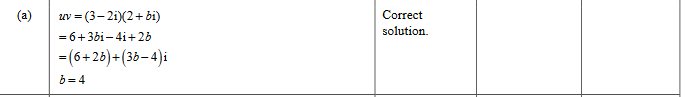 (a)
uv = (3 – 2i)(2 + bi)
= 6 + 3bi – 4i + 2b
= (6 + 2b) + (3b – 4)i
b = 4
Correct
solution.